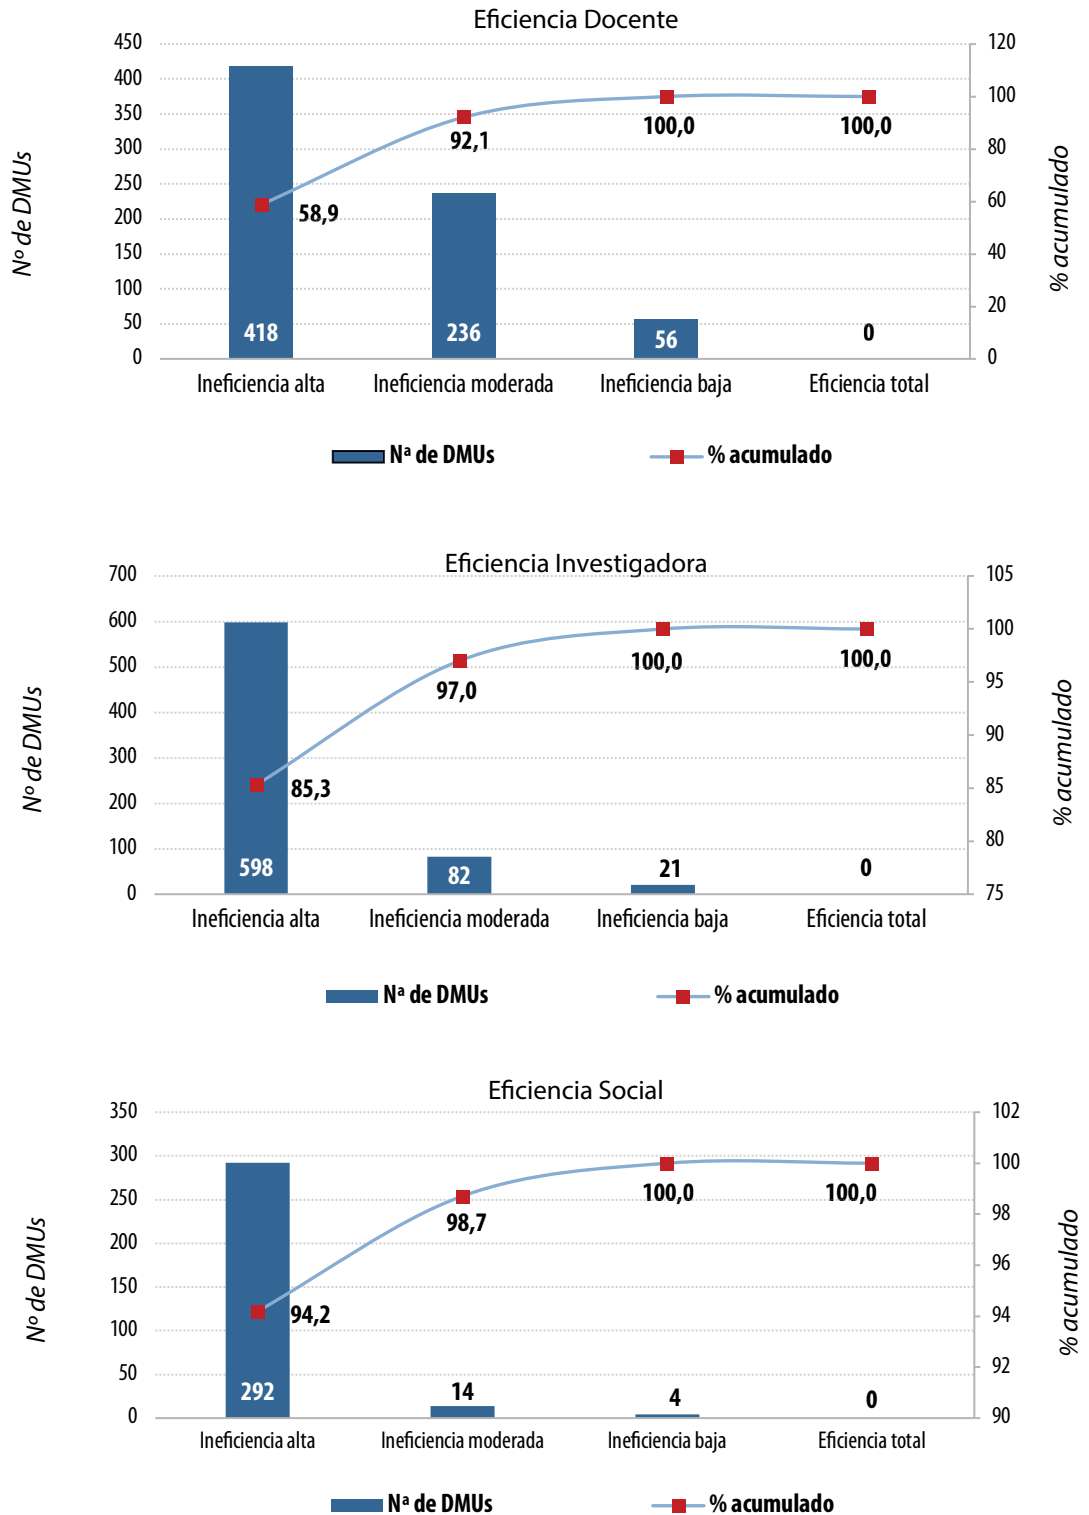 Eficiencia Docente
450 120
400 100
350
300 80
250
200 60
150 40
100
50 20
0 0
Nº de DMUs
% acumulado
58,9 92,1 100,0 100,0
418 236 56 0
Ineficiencia alta Ineficiencia moderada Ineficiencia baja Eficiencia total
Nª de DMUs % acumulado
Eficiencia Investigadora
700 105
600 100
500 95
400 90
300 85
200 80
100
0 75
Nº de DMUs
% acumulado
85,3 97,0 100,0 100,0
598 82 21 0
Ineficiencia alta Ineficiencia moderada Ineficiencia baja Eficiencia total
Nª de DMUs % acumulado
Eficiencia Social
350 102
300 100
250 98
200 96
150 94
100 92
50
0 90
Nº de DMUs
% acumulado
94,2 98,7 100,0 100,0
292 14 4 0
Ineficiencia alta Ineficiencia moderada Ineficiencia baja Eficiencia total
Nª de DMUs % acumulado